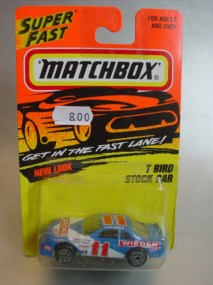 SUPER
FAST
FOR AGES 3
AND OVER
MATCHBOX
8.00
GET IN THE FAST LANE!
NEW LOOK
T BIRD
STOCK CAR
11
WIEDER